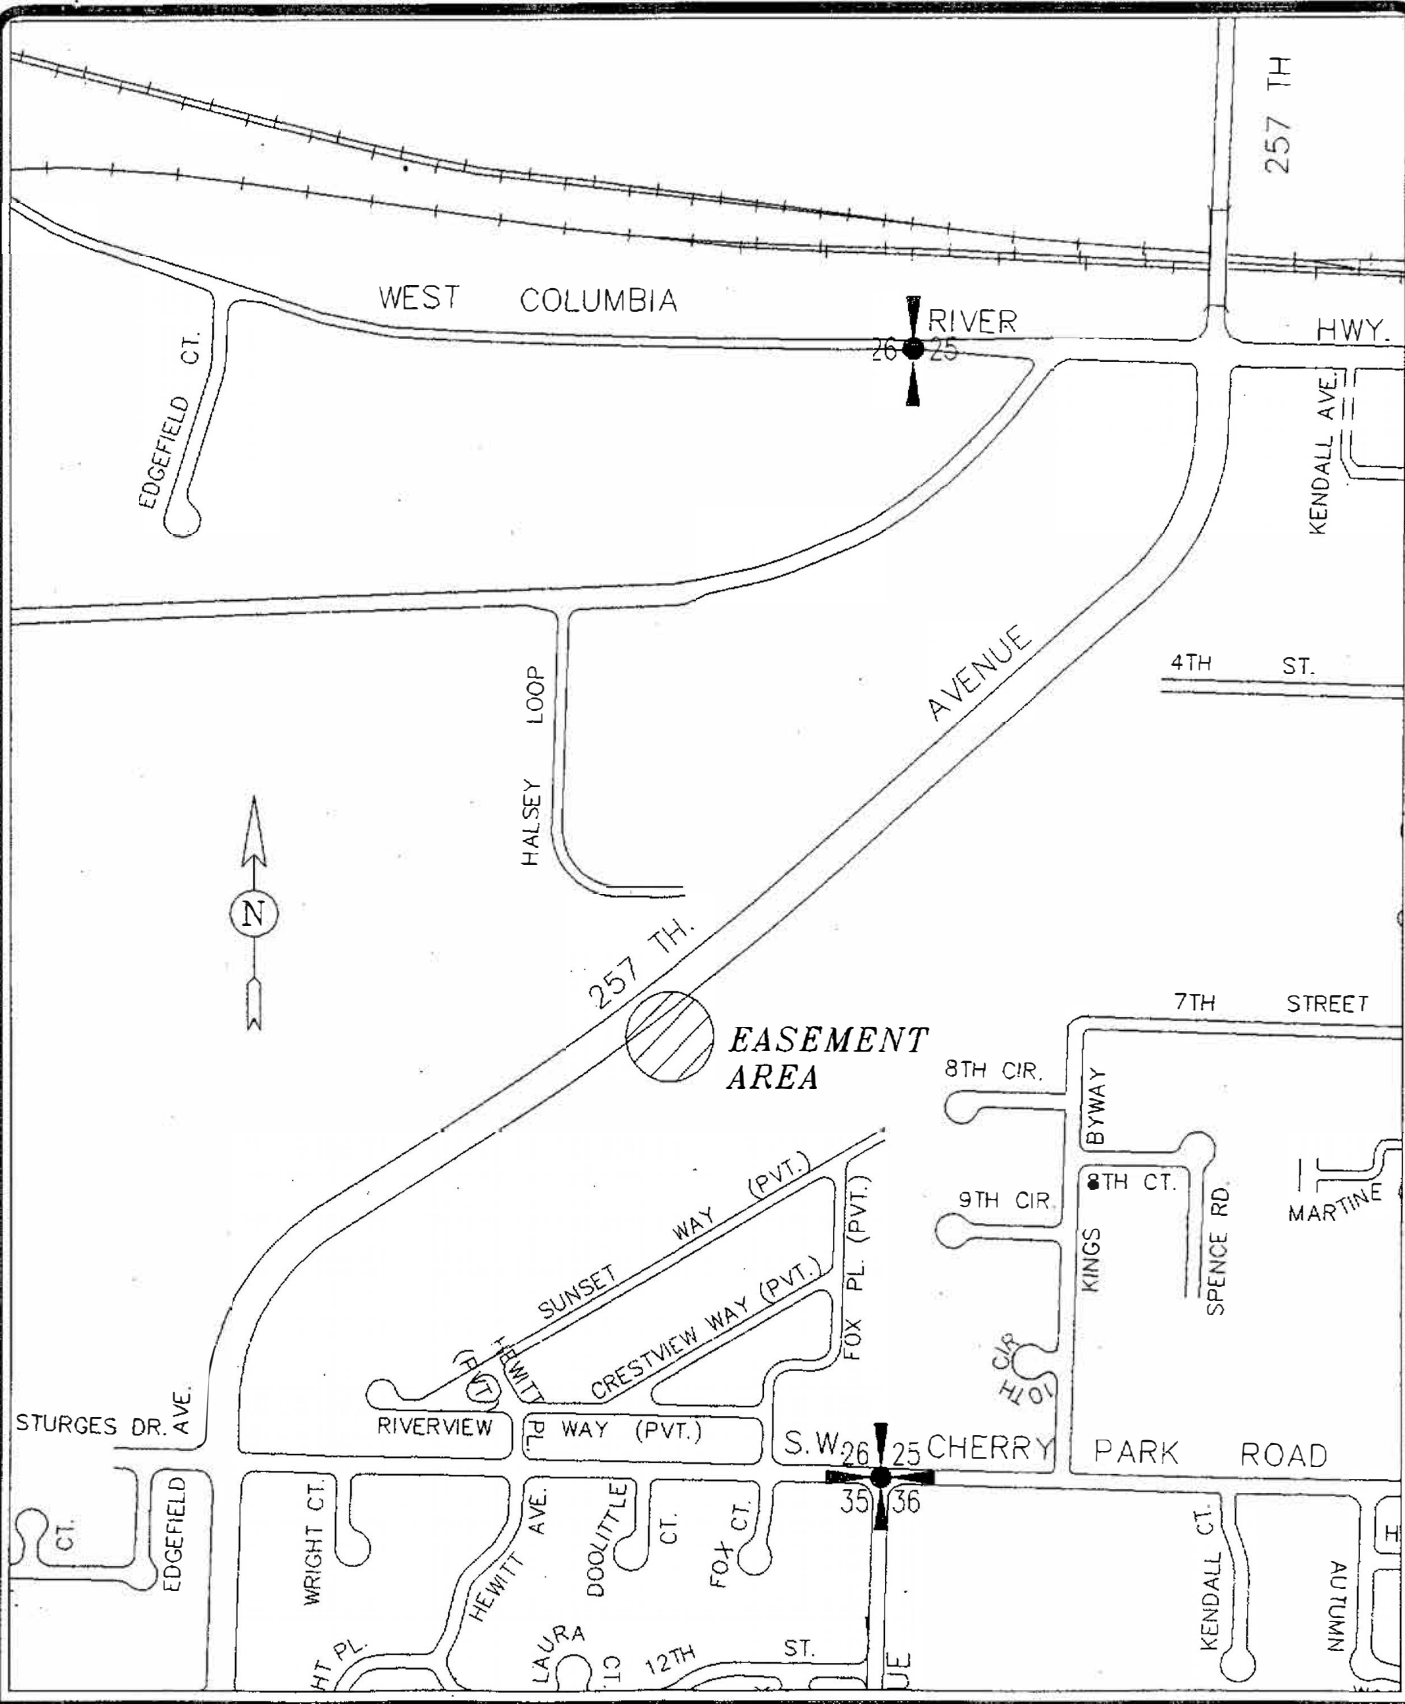 257 TH
WEST COLUMBIA RIVER HWY.
26 25
EDGEFIELD CT.
KENDALL AVE.
AVENUE
4TH ST.
HALSEY LOOP
N
257 TH.
7TH STREET
EASEMENT
AREA
8TH CIR.
BYWAY
8TH CT.
9TH CIR.
MARTINE
KINGS
SPENCE RD.
SUNSET WAY (PVT.)
CRESTVIEW WAY (PVT.)
FOX PL. (PVT.)
HEWITT
(PVT.)
PL.
10TH CIR
STURGES DR.
AVE.
RIVERVIEW WAY (PVT.)
S.W. CHERRY PARK ROAD
26 25
35 36
CT.
EDGEFIELD
WRIGHT CT.
HEWITT AVE.
DOOLITTLE CT.
FOX CT.
KENDALL CT.
AUTUMN
H
HT PL.
LAURA CT.
12TH ST.
UE